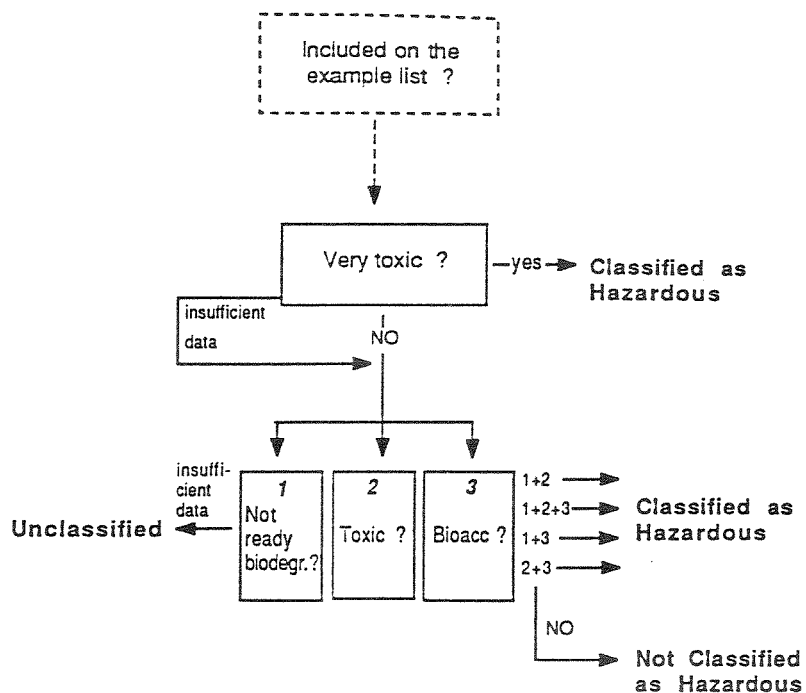 Included on the
example list ?
Very toxic ?
yes
Classified as
Hazardous
insufficient
data
NO
insuffi-
cient
data
Unclassified
1
Not
ready
biodegr.?
2
Toxic ?
3
Bioacc ?
1+2
1+2+3
1+3
2+3
Classified as
Hazardous
NO
Not Classified
as Hazardous